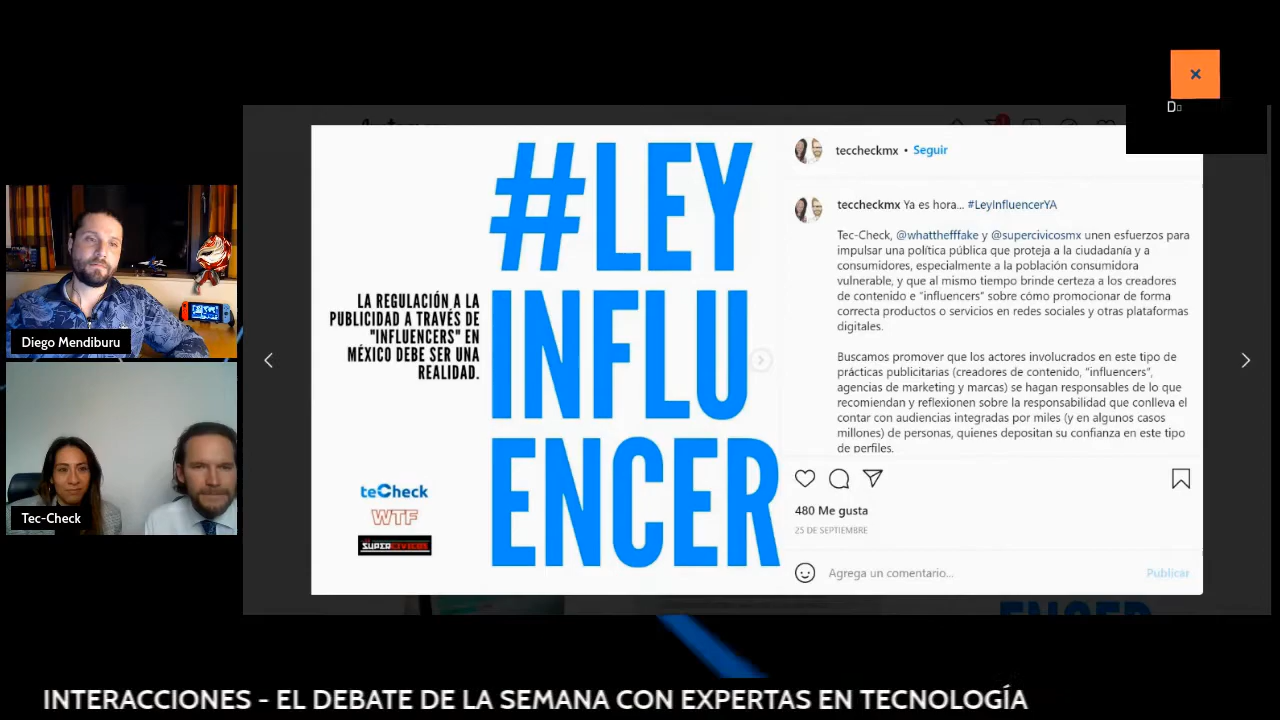 ×
D
Diego Mendiburu
Tec-Check
#LEY
INFLU
ENCER
LA REGULACIÓN A LA
PUBLICIDAD A TRAVÉS DE
"INFLUENCERS" EN
MÉXICO DEBE SER UNA
REALIDAD.
teCheck
WTF
SUPERCIVICOS
teccheckmx • Seguir
teccheckmx Ya es hora... #LeyInfluencerYA
Tec-Check, @whatthefffake y @supercivicosmx unen esfuerzos para
impulsar una política pública que proteja a la ciudadanía y a
consumidores, especialmente a la población consumidora
vulnerable, y que al mismo tiempo brinde certeza a los creadores
de contenido e "influencers" sobre cómo promocionar de forma
correcta productos o servicios en redes sociales y otras plataformas
digitales.
Buscamos promover que los actores involucrados en este tipo de
prácticas publicitarias (creadores de contenido, "influencers",
agencias de marketing y marcas) se hagan responsables de lo que
recomiendan y reflexionen sobre la responsabilidad que conlleva el
contar con audiencias integradas por miles (y en algunos casos
millones) de personas, quienes depositan su confianza en este tipo
de perfiles.
480 Me gusta
25 DE SEPTIEMBRE
Agrega un comentario...
Publicar
INTERACCIONES - EL DEBATE DE LA SEMANA CON EXPERTAS EN TECNOLOGÍA